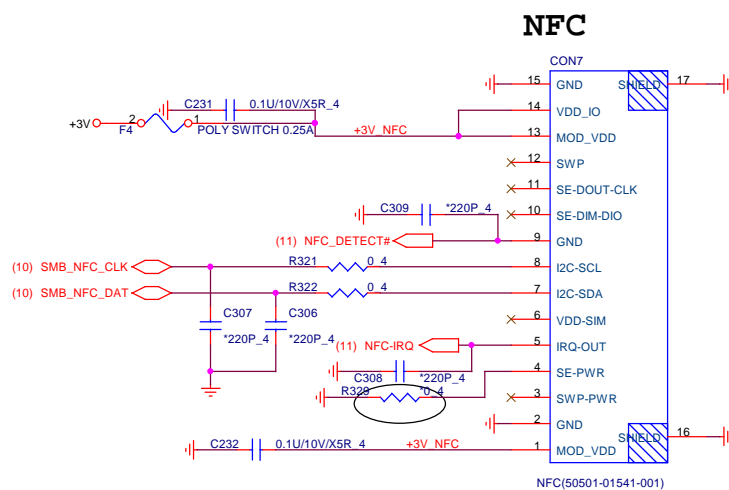 NFC
CON7
15 GND SHIELD 17
C231 0.1U/10V/X5R_4
14 VDD_IO
+3V 2 1
F4 POLY SWITCH 0.25A +3V_NFC 13 MOD_VDD
12 SWP
11 SE-DOUT-CLK
C309 *220P_4 10 SE-DIM-DIO
(11) NFC_DETECT# 9 GND
(10) SMB_NFC_CLK R321 0_4 8 I2C-SCL
(10) SMB_NFC_DAT R322 0_4 7 I2C-SDA
C307 C306 6 VDD-SIM
*220P_4 *220P_4
(11) NFC-IRQ 5 IRQ-OUT
C308 *220P_4 4 SE-PWR
R329 *0_4 3 SWP-PWR
2 GND
SHIELD 16
C232 0.1U/10V/X5R_4 +3V_NFC 1 MOD_VDD
NFC(50501-01541-001)